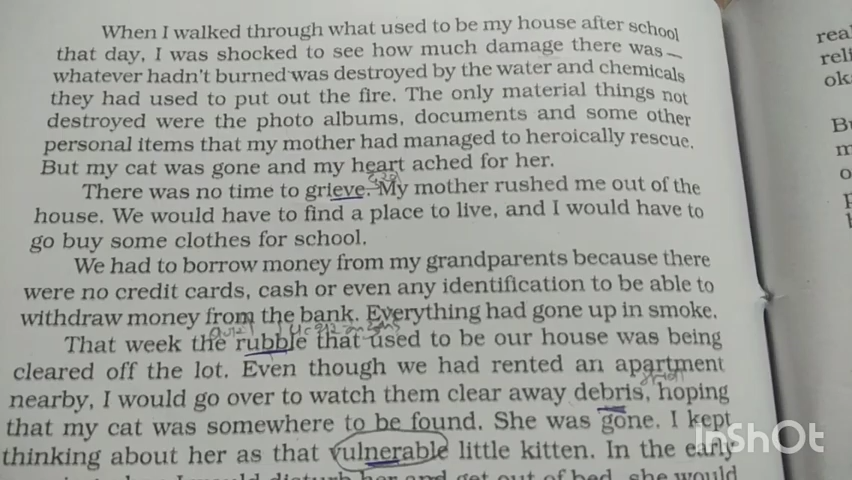 When I walked through what used to be my house after school
that day, I was shocked to see how much damage there was —
whatever hadn't burned was destroyed by the water and chemicals
they had used to put out the fire. The only material things not
destroyed were the photo albums, documents and some other
personal items that my mother had managed to heroically rescue.
But my cat was gone and my heart ached for her.
There was no time to grieve. My mother rushed me out of the
house. We would have to find a place to live, and I would have to
go buy some clothes for school.
We had to borrow money from my grandparents because there
were no credit cards, cash or even any identification to be able to
withdraw money from the bank. Everything had gone up in smoke.
That week the rubble that used to be our house was being
cleared off the lot. Even though we had rented an apartment
nearby, I would go over to watch them clear away debris, hoping
that my cat was somewhere to be found. She was gone. I kept
thinking about her as that vulnerable little kitten. In the early
her and get out of bed, she would
InShOt